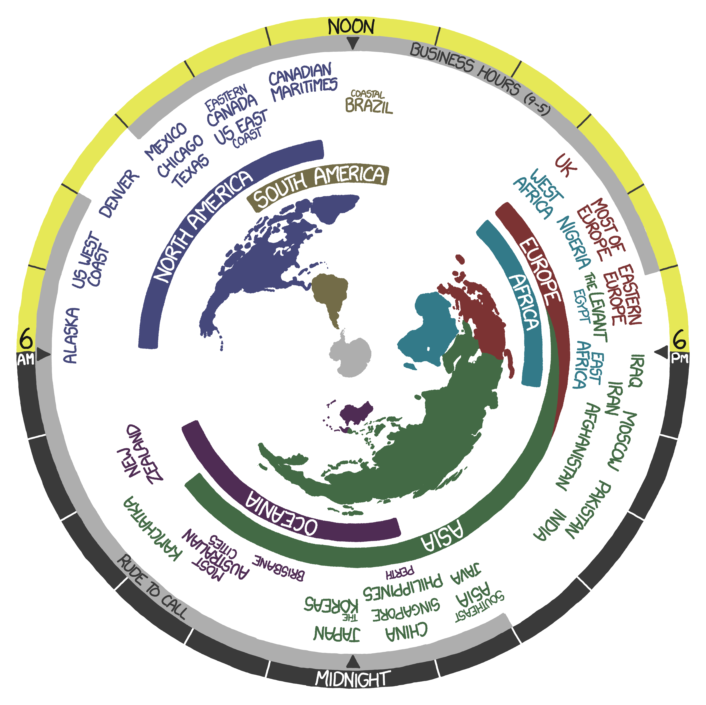 NOON
BUSINESS HOURS (9-5)
CANADIAN
MARITIMES
COASTAL
BRAZIL
EASTERN
CANADA
US EAST
COAST
MEXICO
CHICAGO
TEXAS
DENVER
US WEST
COAST
ALASKA
NORTH AMERICA
SOUTH AMERICA
UK
WEST
AFRICA
NIGERIA
MOST OF
EUROPE
EASTERN
EUROPE
THE LEVANT
EGYPT
EUROPE
AFRICA
6
AM
6
PM
EAST
AFRICA
IRAQ
IRAN
AFGHANISTAN
MOSCOW
PAKISTAN
INDIA
NEW
ZEALAND
KAMCHATKA
MOST
AUSTRALIAN
CITIES
BRISBANE
OCEANIA
ASIA
PERTH
THE
KOREAS
JAPAN
PHILIPPINES
SINGAPORE
CHINA
JAVA
SOUTHEAST
ASIA
RUDE TO CALL
MIDNIGHT